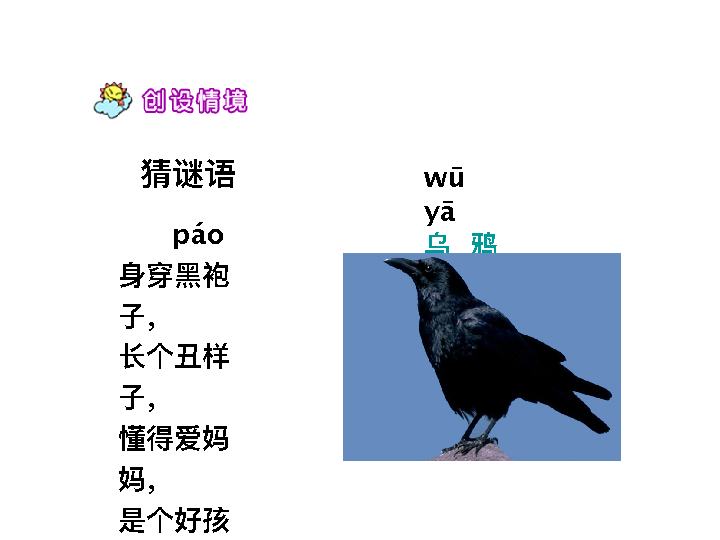 创设情境
猜谜语
páo
身穿黑袍
子，
长个丑样
子，
懂得爱妈
妈，
是个好孩
wū
yā
乌 鸦